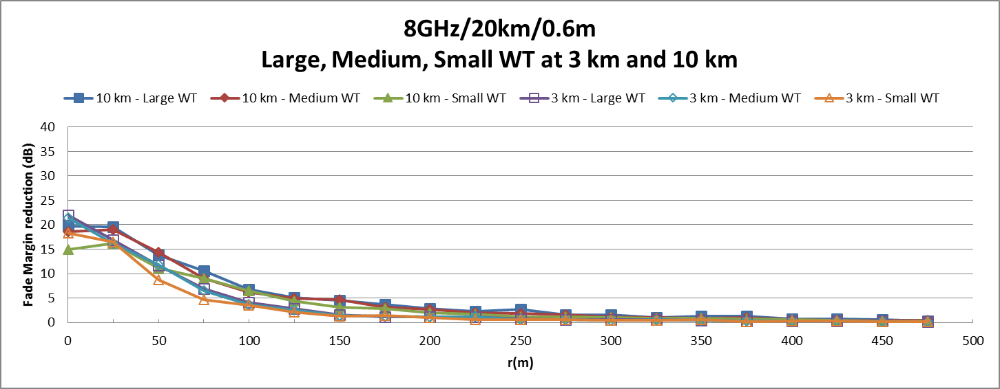 8GHz/20km/0.6m
Large, Medium, Small WT at 3 km and 10 km
10 km - Large WT 10 km - Medium WT 10 km - Small WT 3 km - Large WT 3 km - Medium WT 3 km - Small WT
Fade Margin reduction (dB)
40
35
30
25
20
15
10
5
0
0 50 100 150 200 250 300 350 400 450 500
r(m)